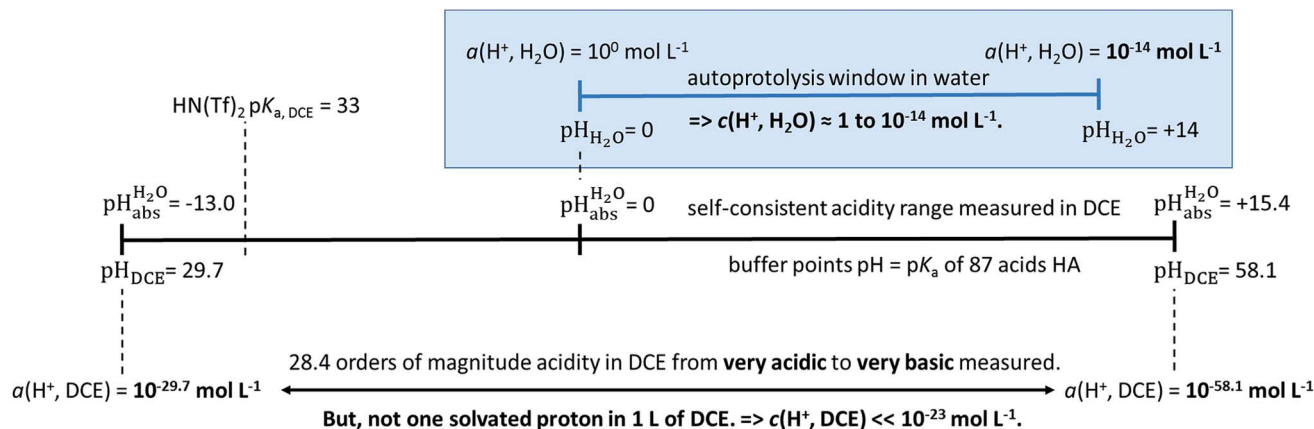 a(H⁺, H₂O) = 10⁰ mol L⁻¹
a(H⁺, H₂O) = 10⁻¹⁴ mol L⁻¹
autoprotolysis window in water
HN(Tf)₂ pKₐ, DCE = 33
=> c(H⁺, H₂O) ≈ 1 to 10⁻¹⁴ mol L⁻¹.
pH_H₂O = 0
pH_H₂O = +14
pH_abs^H₂O = -13.0
pH_abs^H₂O = 0
self-consistent acidity range measured in DCE
pH_abs^H₂O = +15.4
pH_DCE = 29.7
buffer points pH = pKₐ of 87 acids HA
pH_DCE = 58.1
28.4 orders of magnitude acidity in DCE from very acidic to very basic measured.
a(H⁺, DCE) = 10⁻²⁹·⁷ mol L⁻¹
a(H⁺, DCE) = 10⁻⁵⁸·¹ mol L⁻¹
But, not one solvated proton in 1 L of DCE. => c(H⁺, DCE) << 10⁻²³ mol L⁻¹.